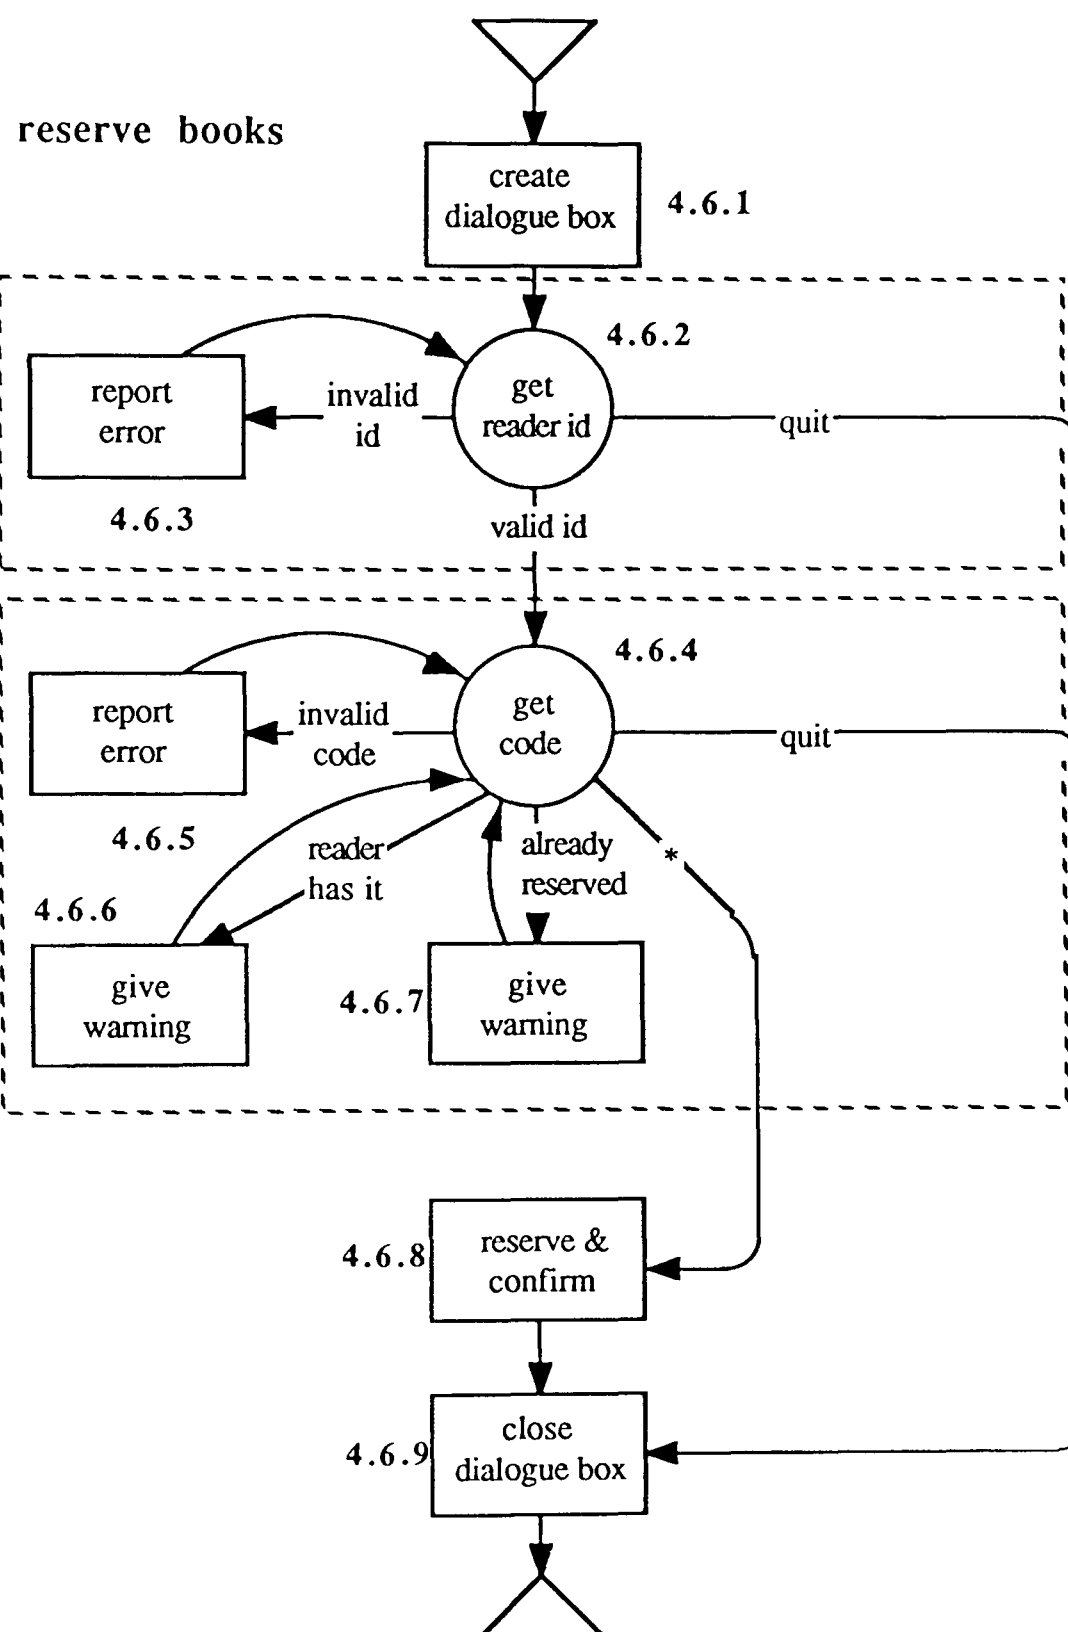 reserve books
create
dialogue box
4.6.1
4.6.2
get
reader id
invalid
id
report
error
quit
4.6.3
valid id
4.6.4
get
code
invalid
code
report
error
quit
4.6.5
reader
has it
already
reserved
*
4.6.6
give
warning
4.6.7
give
warning
4.6.8
reserve &
confirm
4.6.9
close
dialogue box